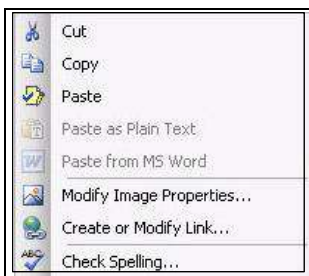 Cut
Copy
Paste
Paste as Plain Text
Paste from MS Word
Modify Image Properties...
Create or Modify Link...
ABC
Check Spelling...